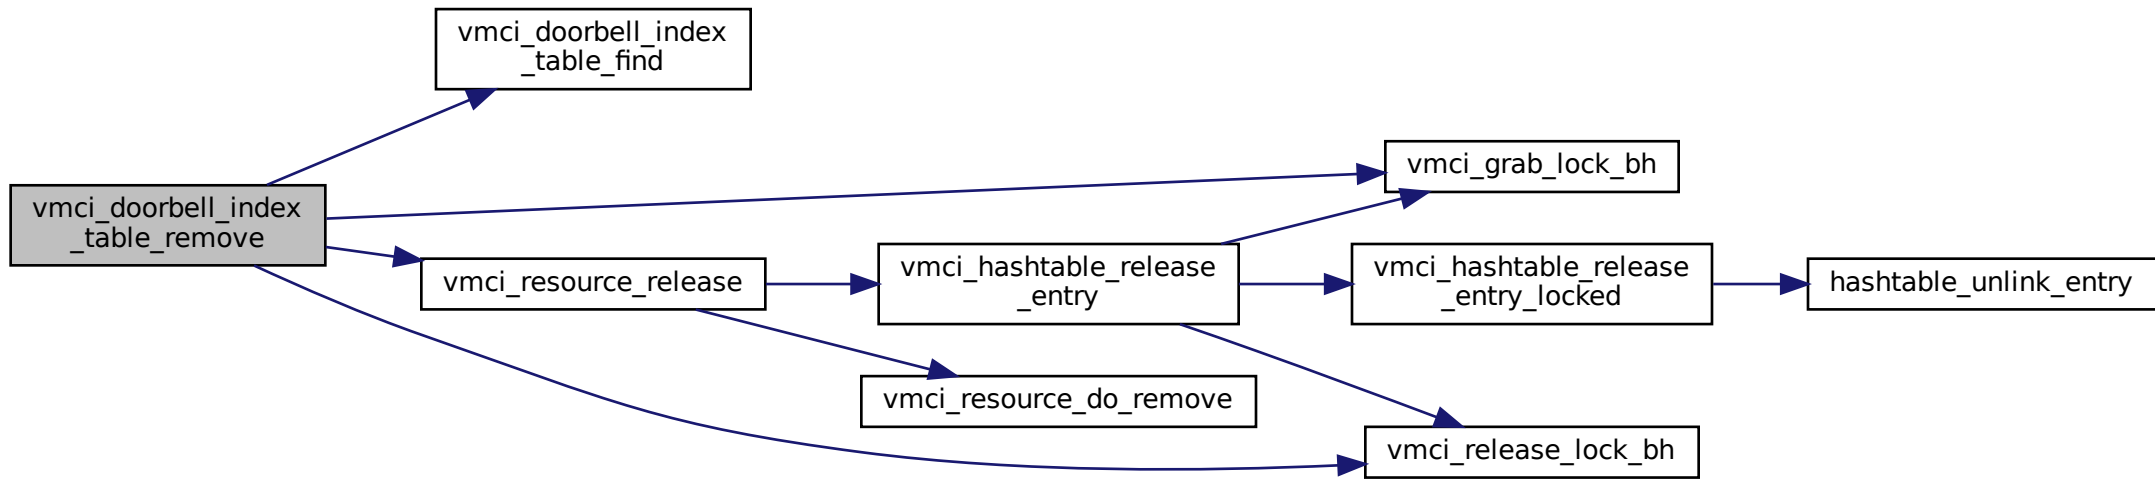 vmci_doorbell_index
_table_find
vmci_grab_lock_bh
vmci_doorbell_index
_table_remove
vmci_resource_release
vmci_hashtable_release
_entry
vmci_hashtable_release
_entry_locked
hashtable_unlink_entry
vmci_resource_do_remove
vmci_release_lock_bh